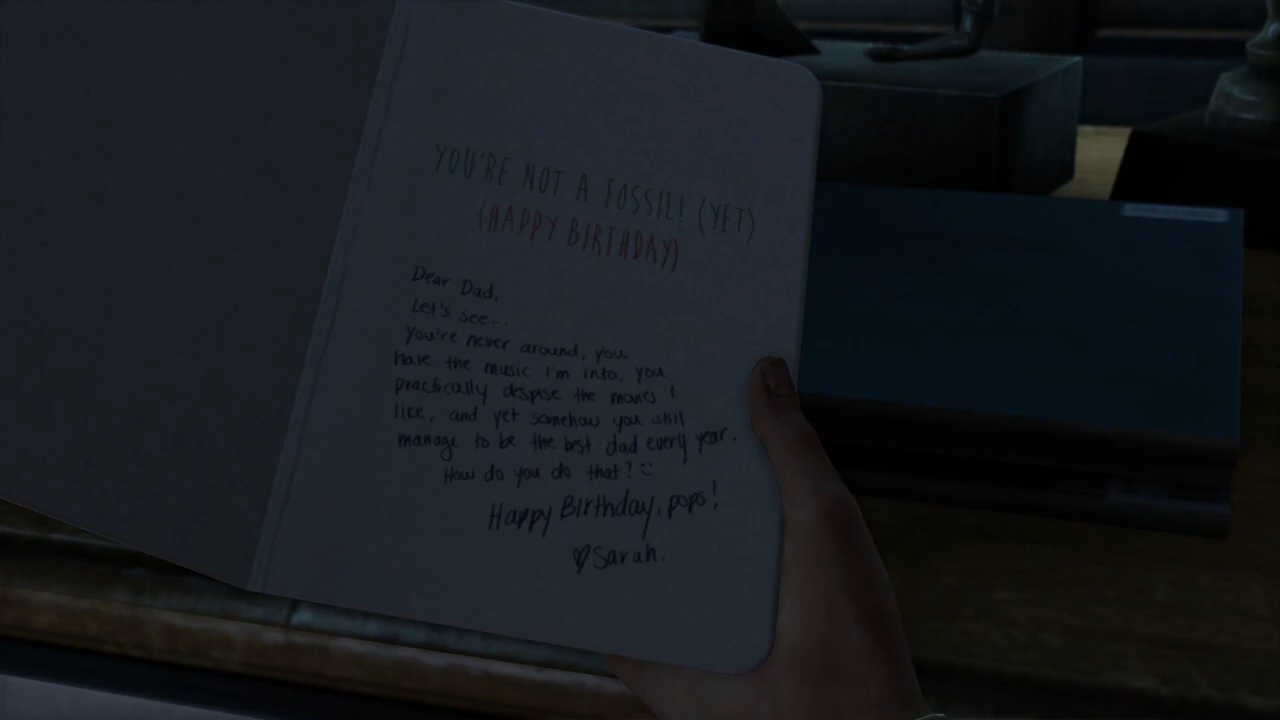 YOU'RE NOT A FOSSIL! (YET)
(HAPPY BIRTHDAY)
Dear Dad,
Let's see...
You're never around, you
hate the music I'm into, you
practically despise the movies I
like, and yet somehow you still
manage to be the best dad every year.
How do you do that? :)
Happy Birthday, pops!
♡Sarah.